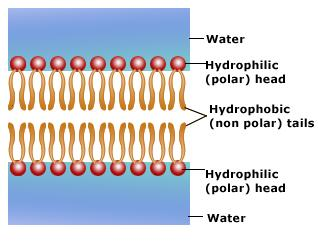 Water
Hydrophilic
(polar) head
Hydrophobic
(non polar) tails
Hydrophilic
(polar) head
Water